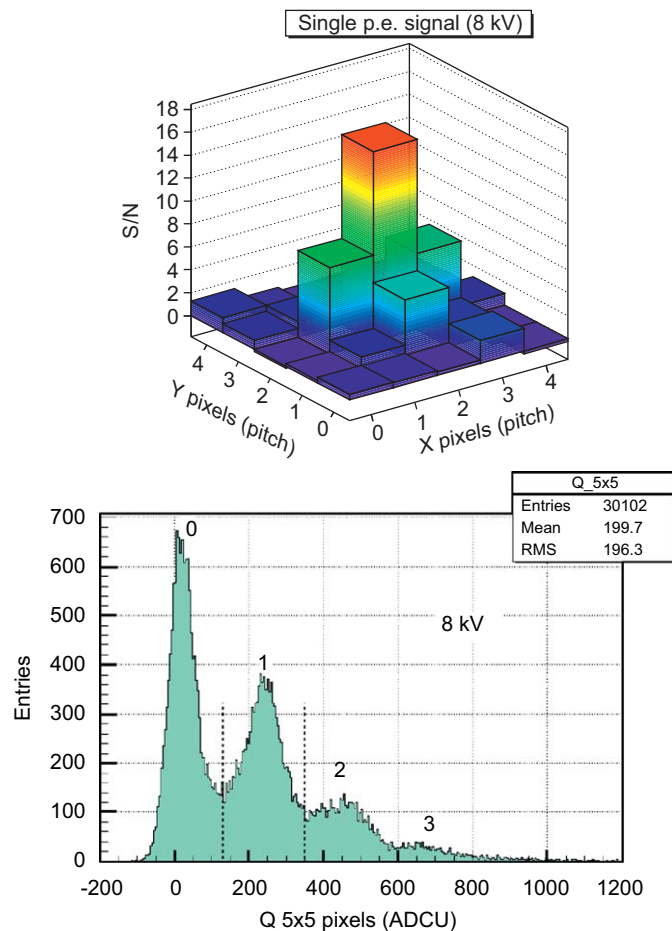 Single p.e. signal (8 kV)
S/N
18
16
14
12
10
8
6
4
2
0
4
3
2
1
0
Y pixels (pitch)
0
1
2
3
4
X pixels (pitch)
Q_5x5
Entries 30102
Mean 199.7
RMS 196.3
8 kV
0
1
2
3
Entries
700
600
500
400
300
200
100
0
-200 0 200 400 600 800 1000 1200
Q 5x5 pixels (ADCU)